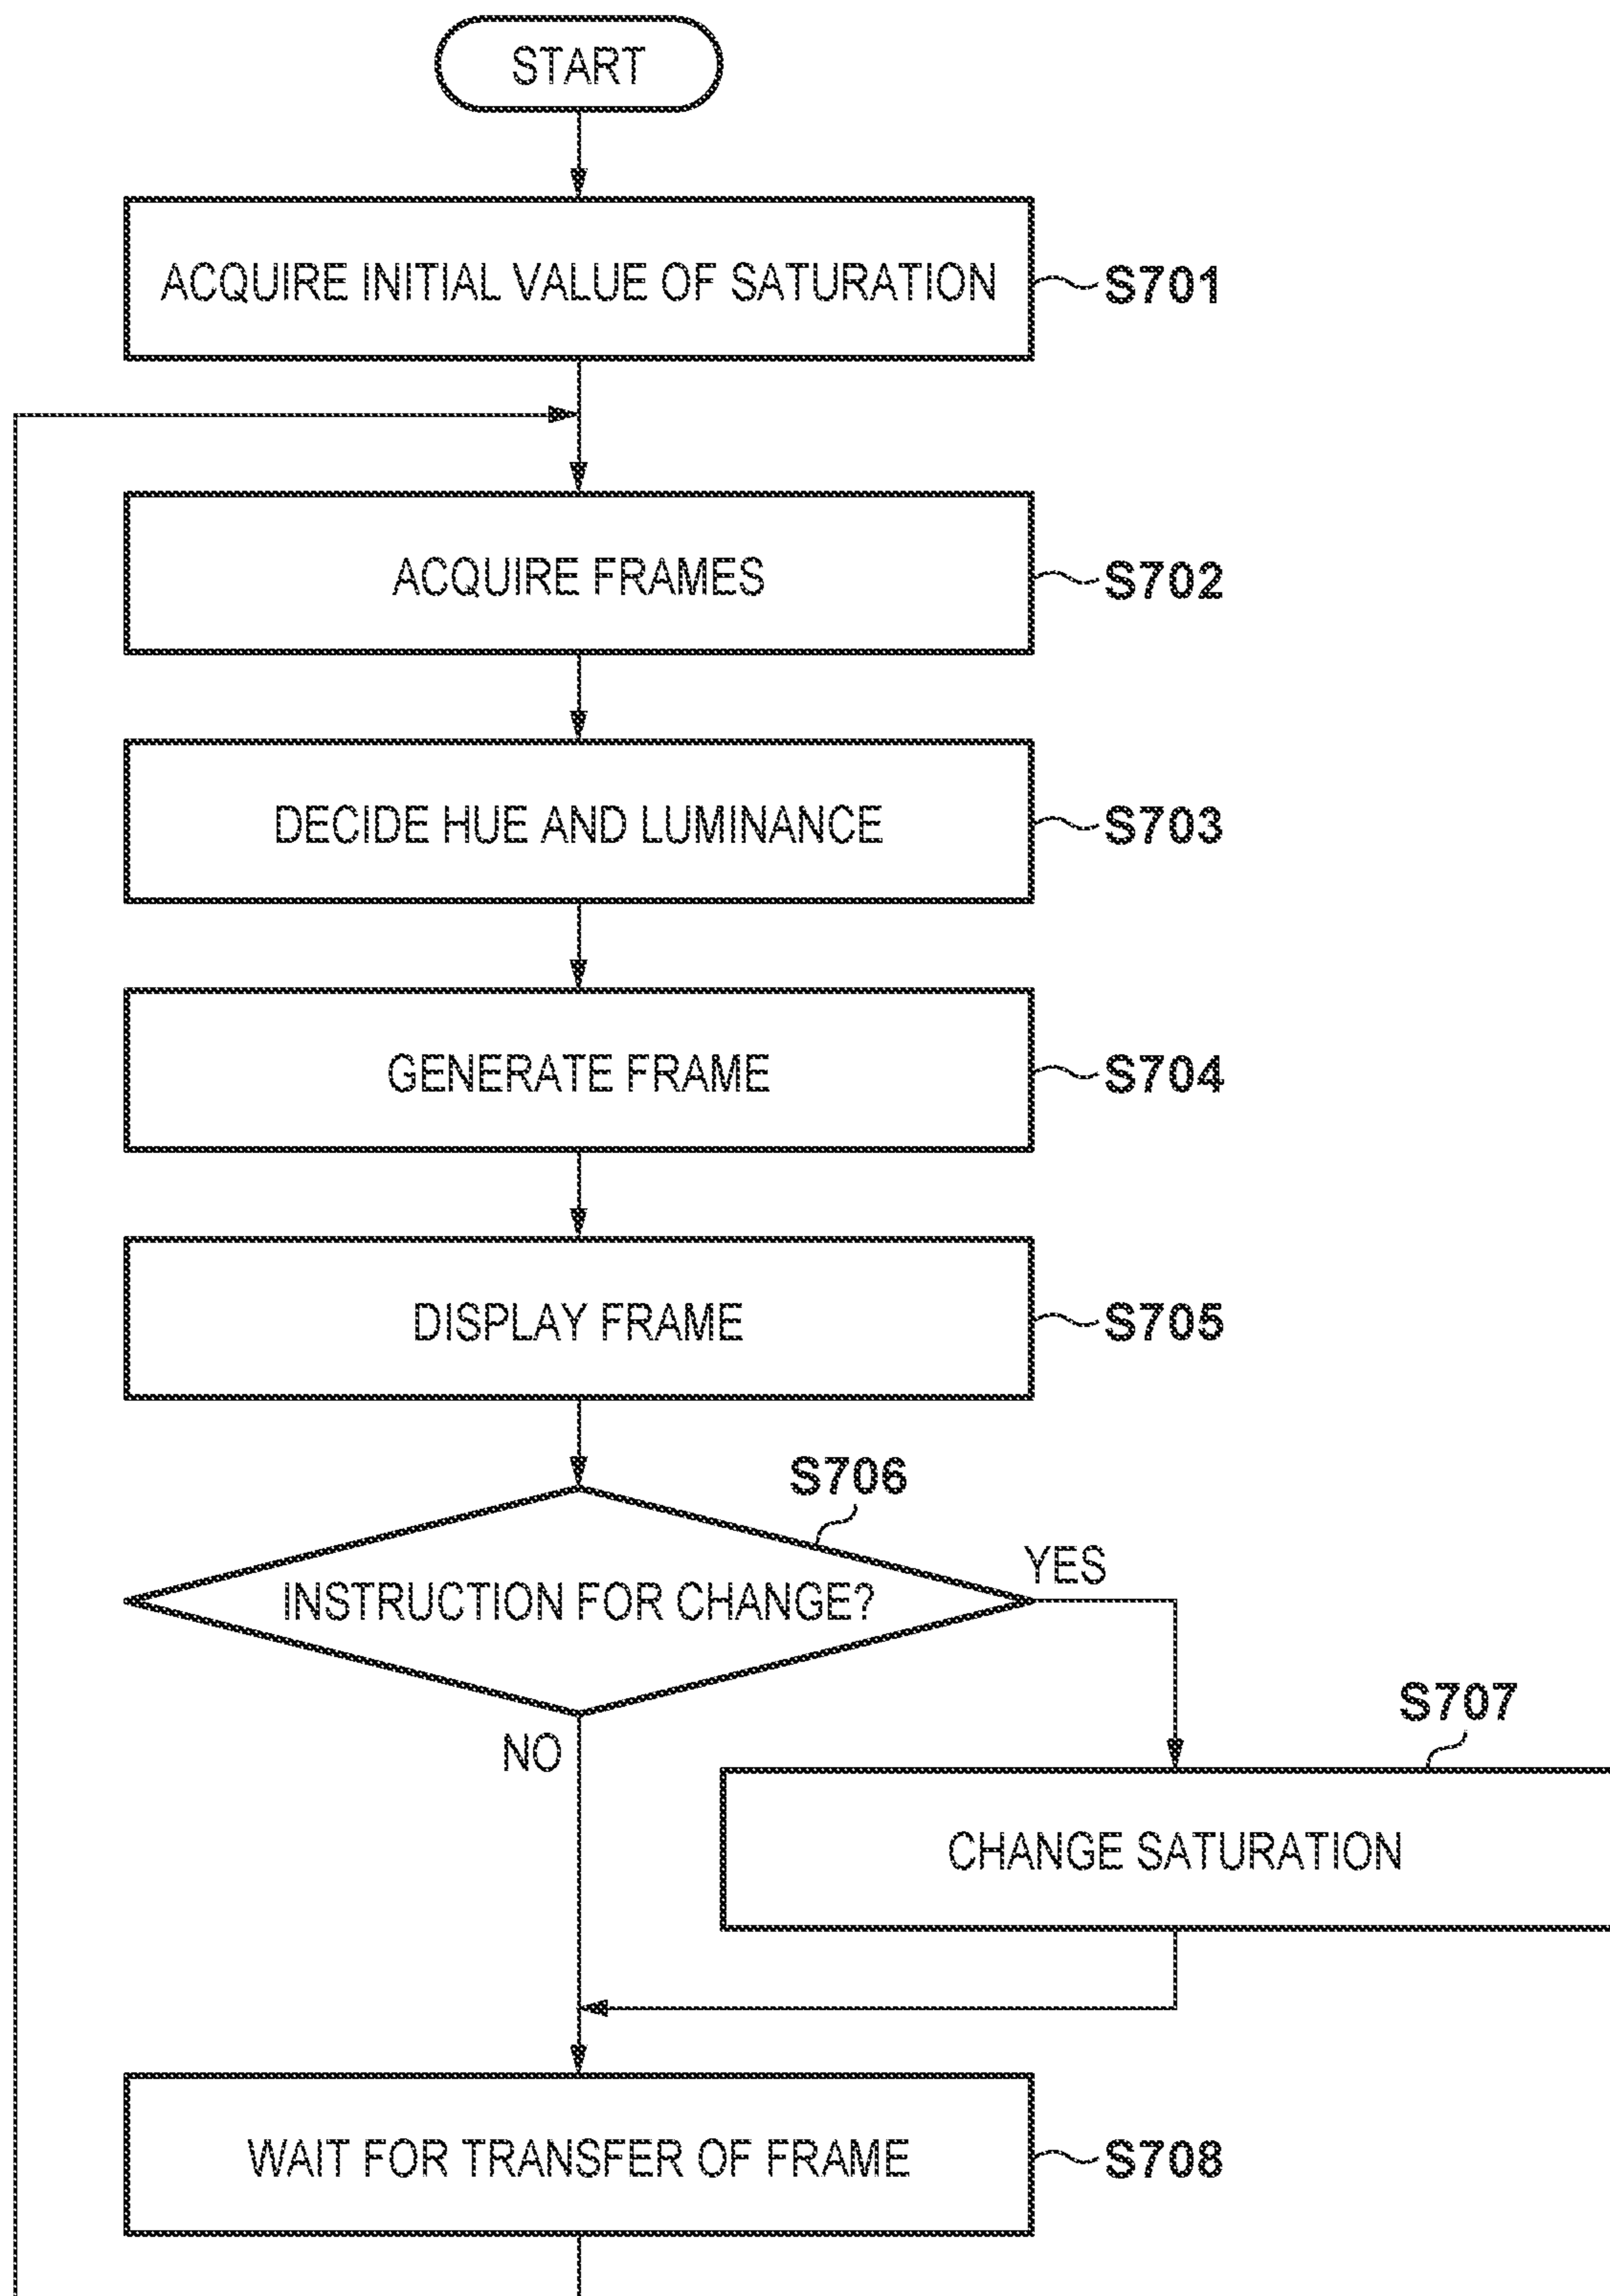 START
ACQUIRE INITIAL VALUE OF SATURATION
S701
ACQUIRE FRAMES
S702
DECIDE HUE AND LUMINANCE
S703
GENERATE FRAME
S704
DISPLAY FRAME
S705
S706
INSTRUCTION FOR CHANGE?
YES
NO
S707
CHANGE SATURATION
WAIT FOR TRANSFER OF FRAME
S708